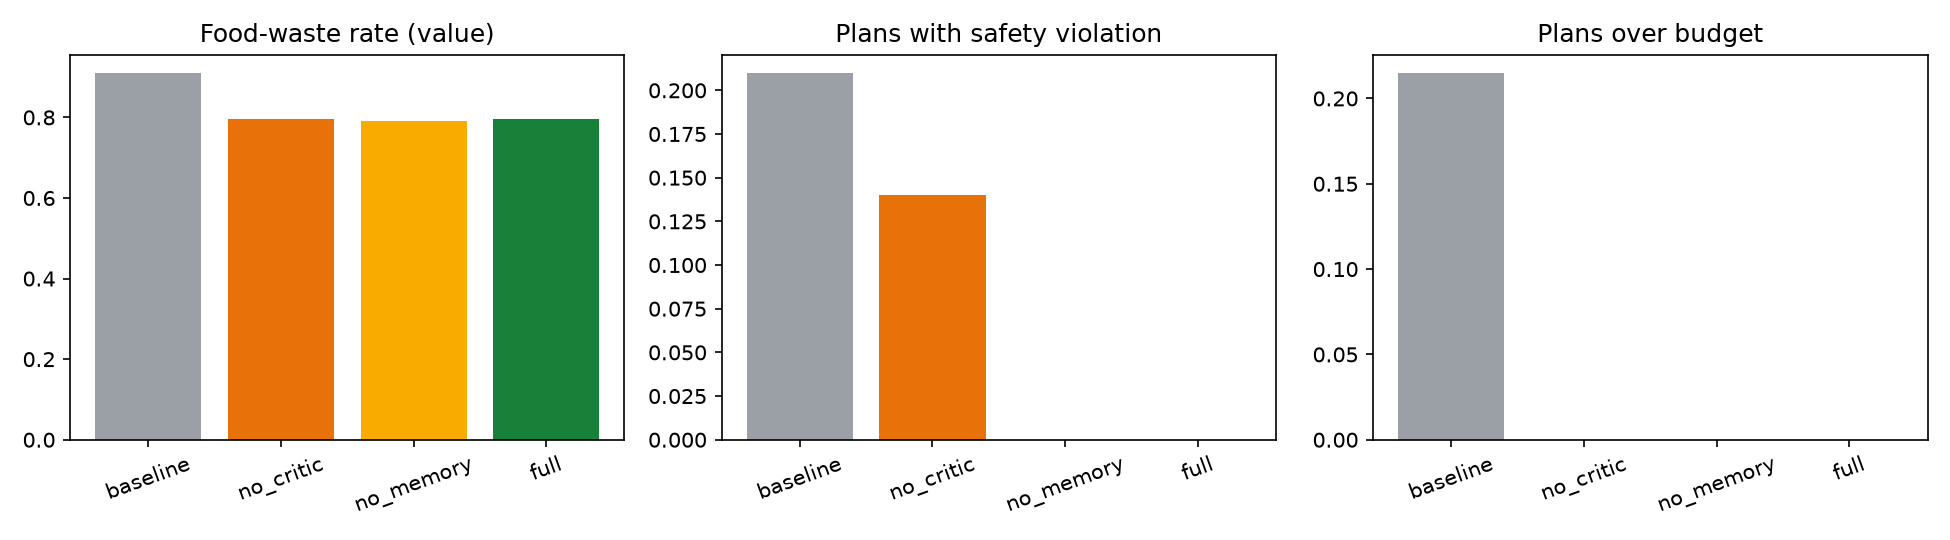 Food-waste rate (value)
0.8
0.6
0.4
0.2
0.0
baseline
no_critic
no_memory
full
Plans with safety violation
0.200
0.175
0.150
0.125
0.100
0.075
0.050
0.025
0.000
baseline
no_critic
no_memory
full
Plans over budget
0.20
0.15
0.10
0.05
0.00
baseline
no_critic
no_memory
full